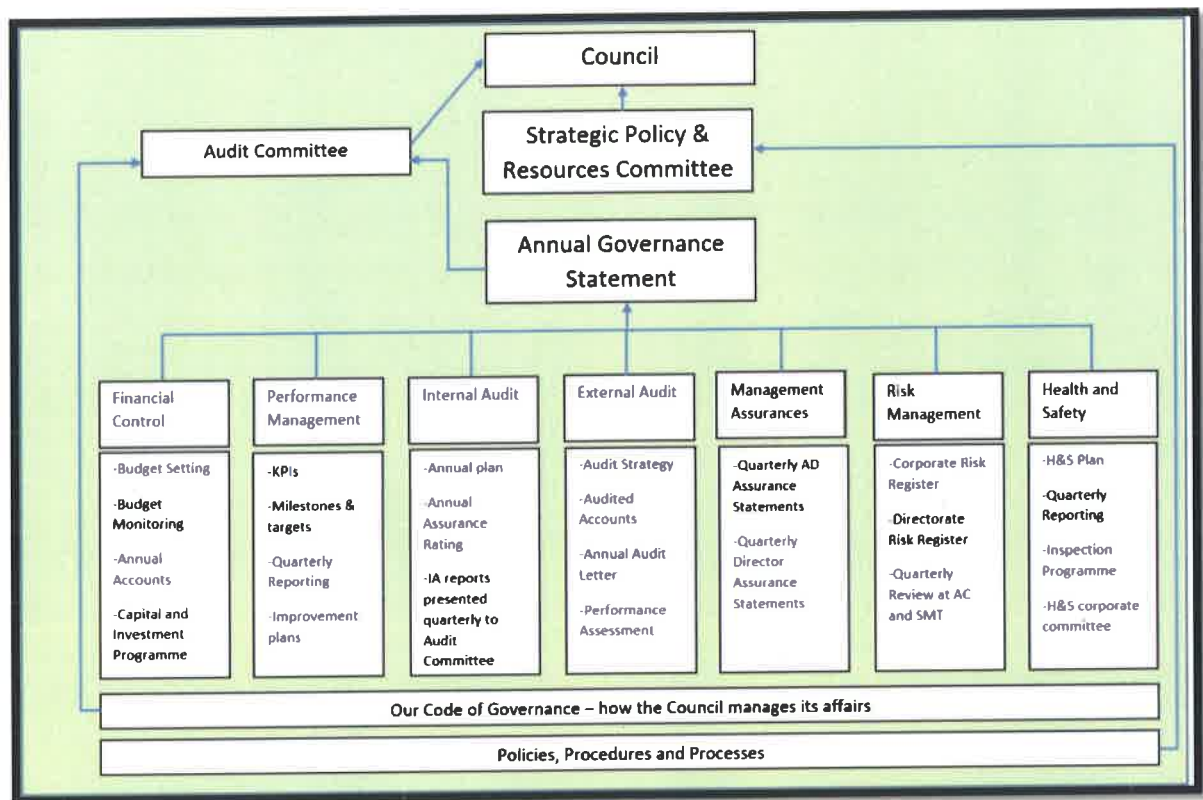 Council
Audit Committee
Strategic Policy &
Resources Committee
Annual Governance
Statement
Financial
Control
Performance
Management
Internal Audit
External Audit
Management
Assurances
Risk
Management
Health and
Safety
-Budget Setting
-Budget
Monitoring
-Annual
Accounts
-Capital and
Investment
Programme
-KPIs
-Milestones &
targets
-Quarterly
Reporting
-Improvement
plans
-Annual plan
-Annual
Assurance
Rating
-IA reports
presented
quarterly to
Audit
Committee
-Audit Strategy
-Audited
Accounts
-Annual Audit
Letter
-Performance
Assessment
-Quarterly AD
Assurance
Statements
-Quarterly
Director
Assurance
Statements
-Corporate Risk
Register
-Directorate
Risk Register
-Quarterly
Review at AC
and SMT
-H&S Plan
-Quarterly
Reporting
-Inspection
Programme
-H&S corporate
committee
Our Code of Governance – how the Council manages its affairs
Policies, Procedures and Processes